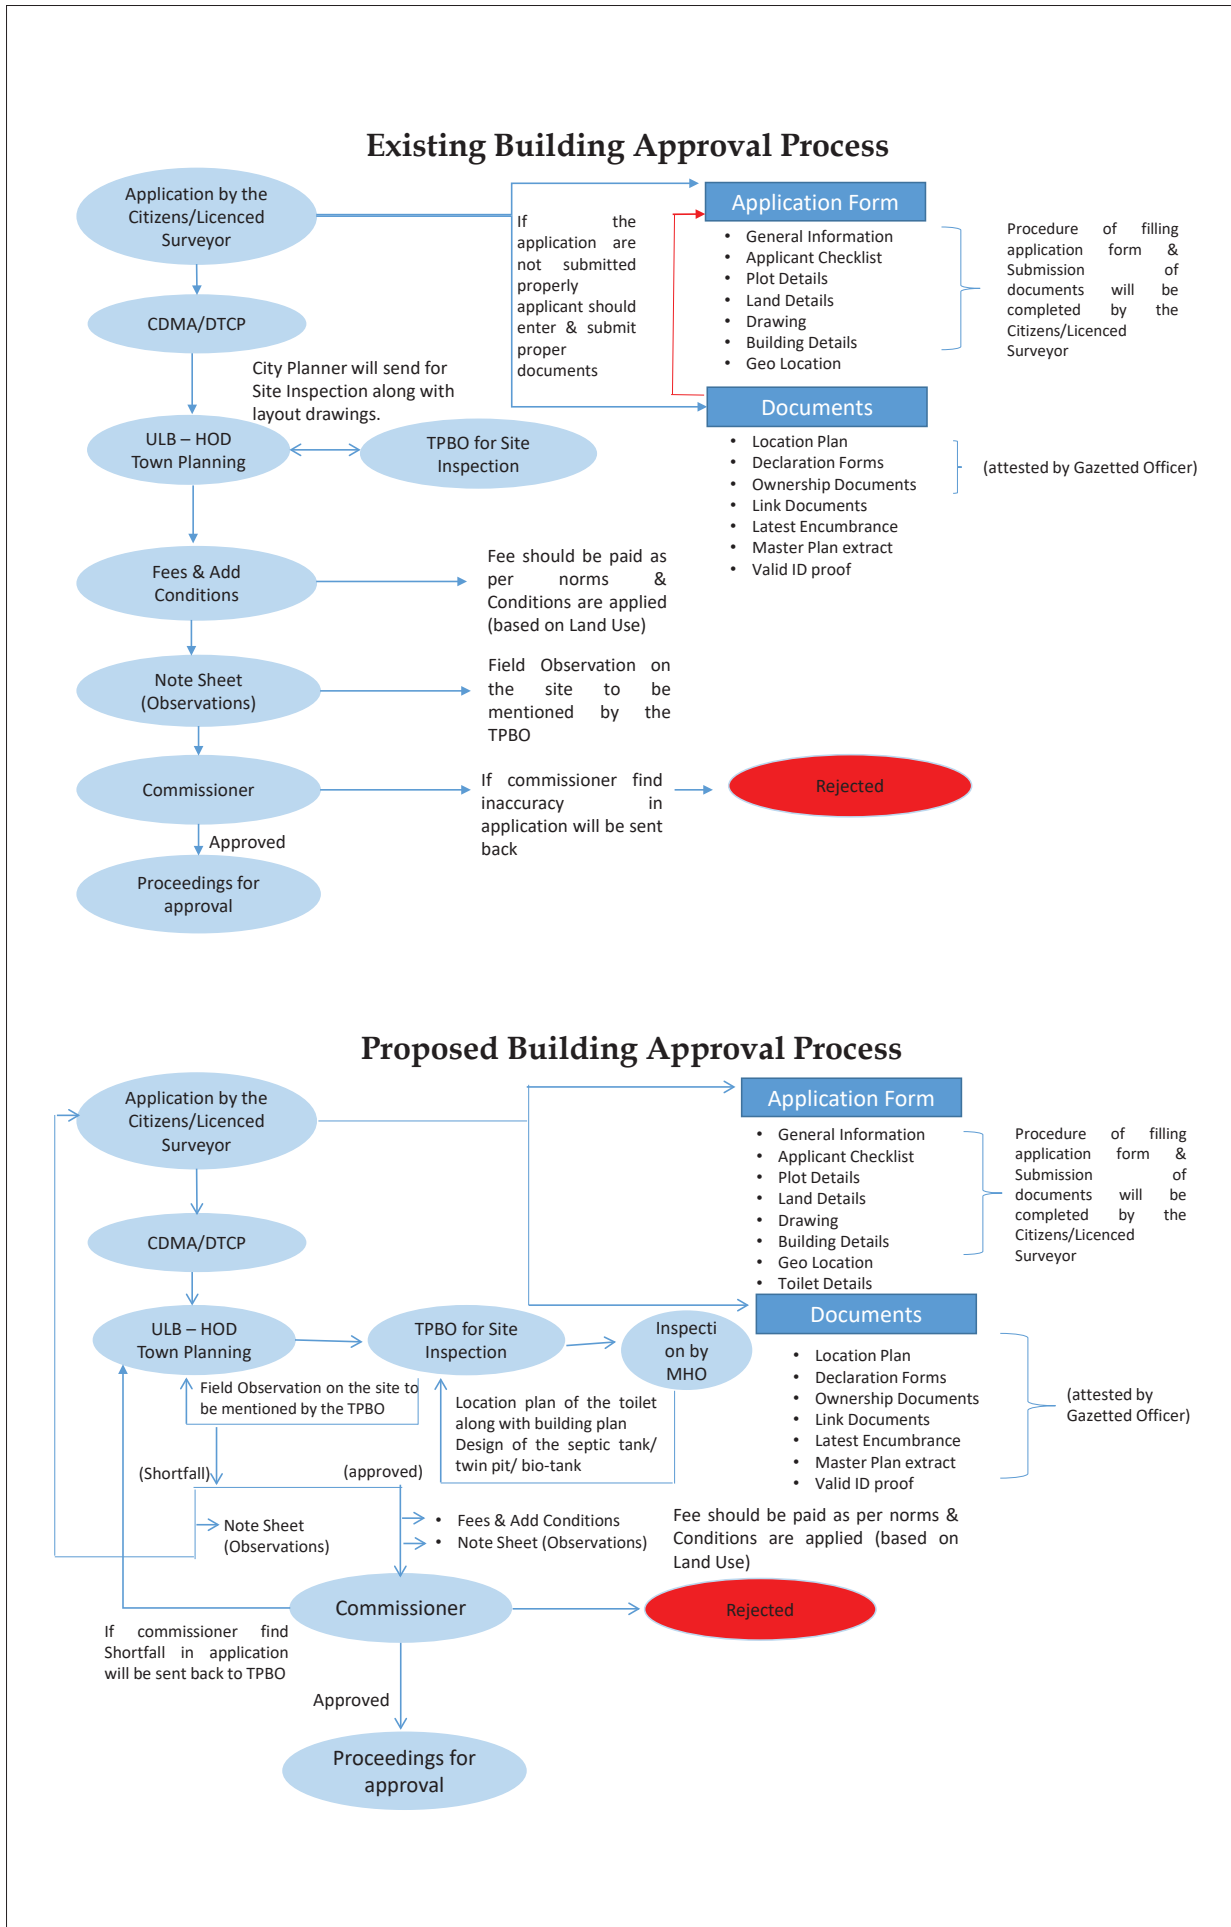 Existing Building Approval Process
Application by the
Citizens/Licenced
Surveyor
CDMA/DTCP
City Planner will send for
Site Inspection along with
layout drawings.
ULB – HOD
Town Planning
TPBO for Site
Inspection
Fees & Add
Conditions
Fee should be paid as
per norms &
Conditions are applied
(based on Land Use)
Note Sheet
(Observations)
Field Observation on
the site to be
mentioned by the
TPBO
Commissioner
If commissioner find
inaccuracy in
application will be sent
back
Rejected
Approved
Proceedings for
approval
If the
application are
not submitted
properly
applicant should
enter & submit
proper
documents
Application Form
• General Information
• Applicant Checklist
• Plot Details
• Land Details
• Drawing
• Building Details
• Geo Location
Procedure of filling
application form &
Submission of
documents will be
completed by the
Citizens/Licenced
Surveyor
Documents
• Location Plan
• Declaration Forms
• Ownership Documents
• Link Documents
• Latest Encumbrance
• Master Plan extract
• Valid ID proof
(attested by Gazetted Officer)
Proposed Building Approval Process
Application by the
Citizens/Licenced
Surveyor
CDMA/DTCP
ULB – HOD
Town Planning
TPBO for Site
Inspection
Inspecti
on by
MHO
Field Observation on the site to
be mentioned by the TPBO
Location plan of the toilet
along with building plan
Design of the septic tank/
twin pit/ bio-tank
(Shortfall)
(approved)
Note Sheet
(Observations)
• Fees & Add Conditions
• Note Sheet (Observations)
Fee should be paid as per norms &
Conditions are applied (based on
Land Use)
Commissioner
Rejected
If commissioner find
Shortfall in application
will be sent back to TPBO
Approved
Proceedings for
approval
Application Form
• General Information
• Applicant Checklist
• Plot Details
• Land Details
• Drawing
• Building Details
• Geo Location
• Toilet Details
Procedure of filling
application form &
Submission of
documents will be
completed by the
Citizens/Licenced
Surveyor
Documents
• Location Plan
• Declaration Forms
• Ownership Documents
• Link Documents
• Latest Encumbrance
• Master Plan extract
• Valid ID proof
(attested by
Gazetted Officer)